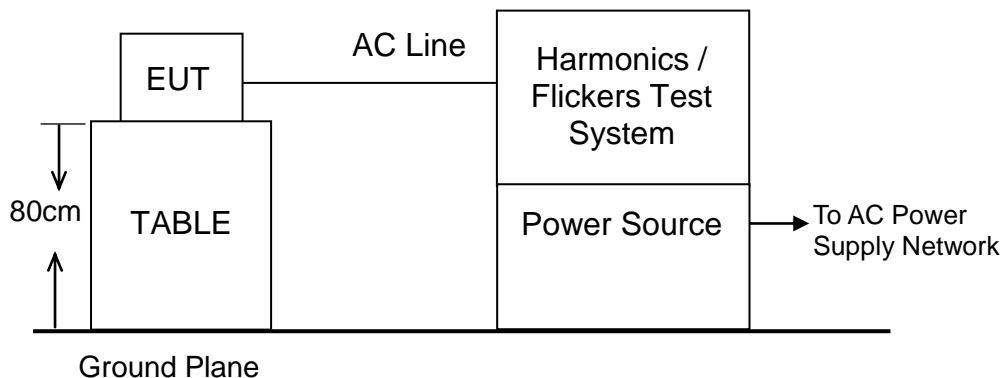 EUT
AC Line
Harmonics /
Flickers Test
System
80cm
TABLE
Power Source
To AC Power
Supply Network
Ground Plane